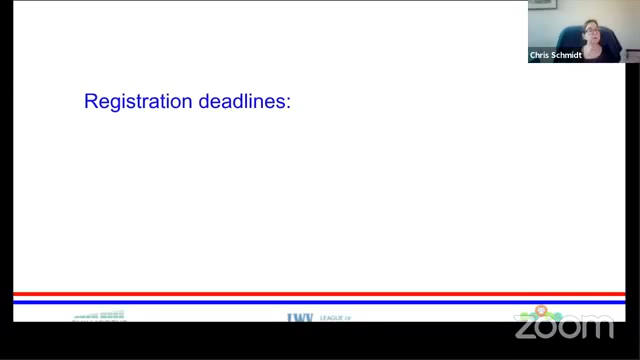 Chris Schmidt
Registration deadlines:
LWV LEAGUE OF
zoom